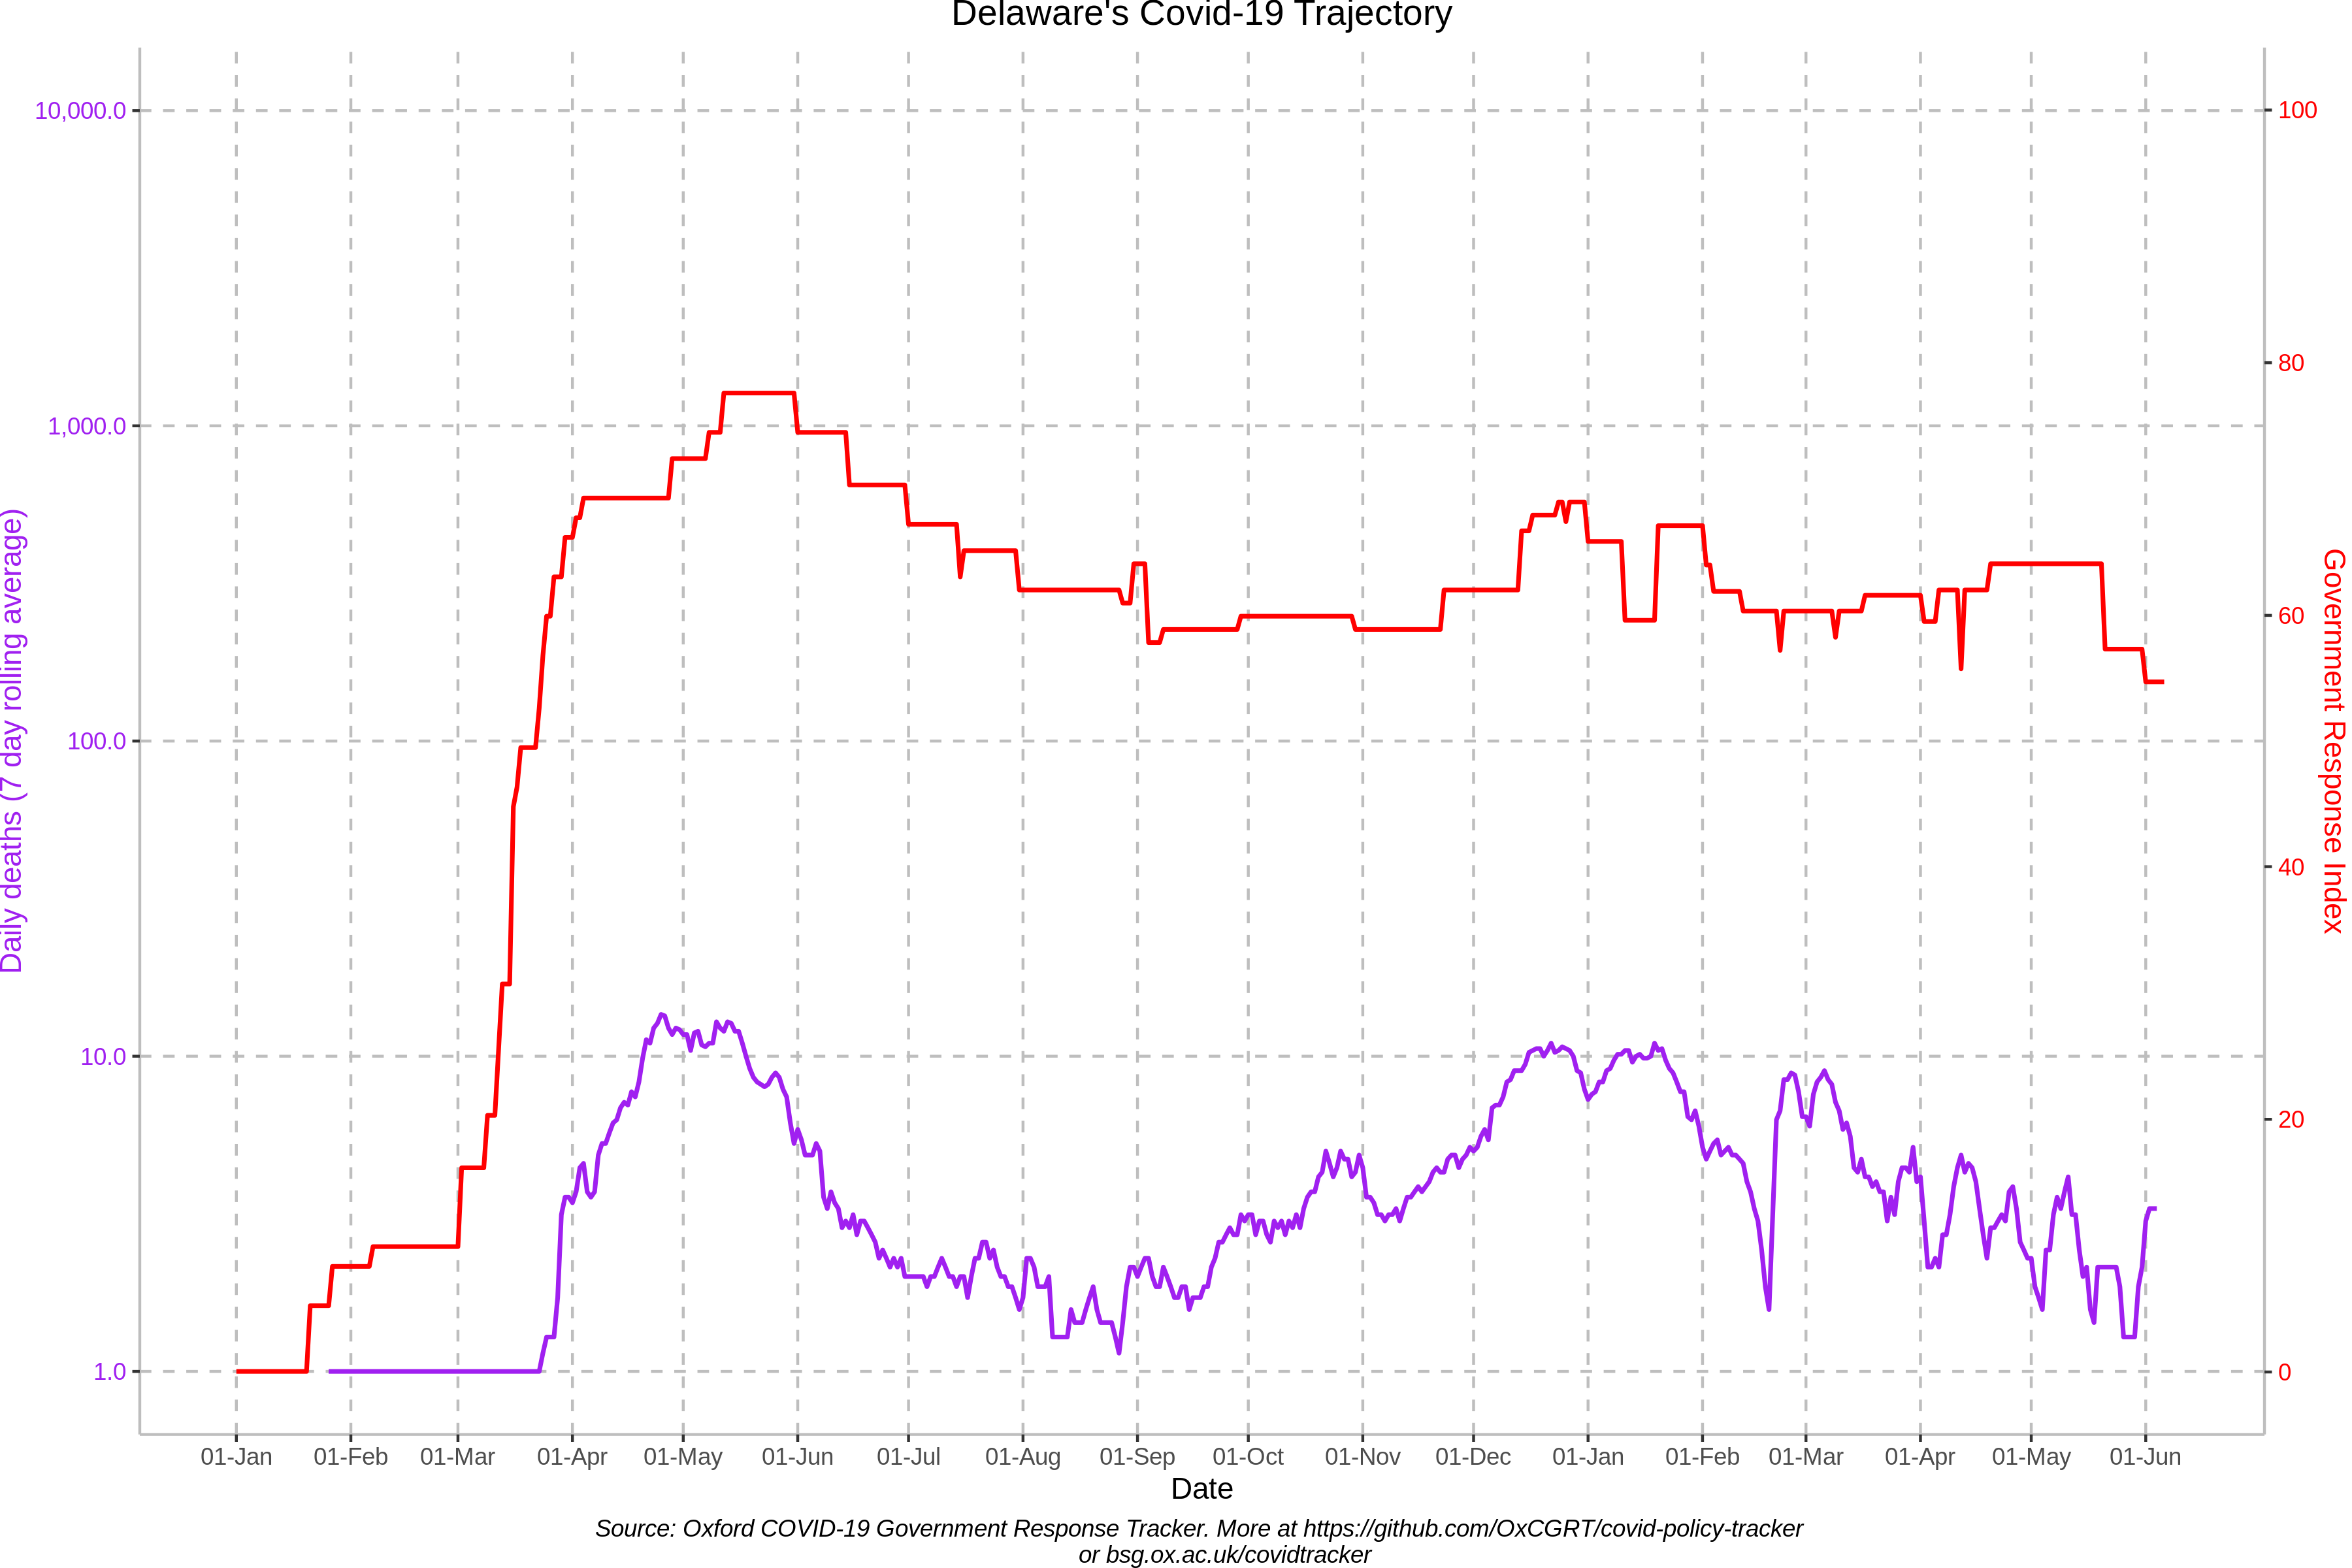 Delaware's Covid-19 Trajectory
10,000.0
1,000.0
100.0
10.0
1.0
Daily deaths (7 day rolling average)
100
80
60
40
20
0
Government Response Index
01-Jan 01-Feb 01-Mar 01-Apr 01-May 01-Jun 01-Jul 01-Aug 01-Sep 01-Oct 01-Nov 01-Dec 01-Jan 01-Feb 01-Mar 01-Apr 01-May 01-Jun
Date
Source: Oxford COVID-19 Government Response Tracker. More at https://github.com/OxCGRT/covid-policy-tracker
or bsg.ox.ac.uk/covidtracker